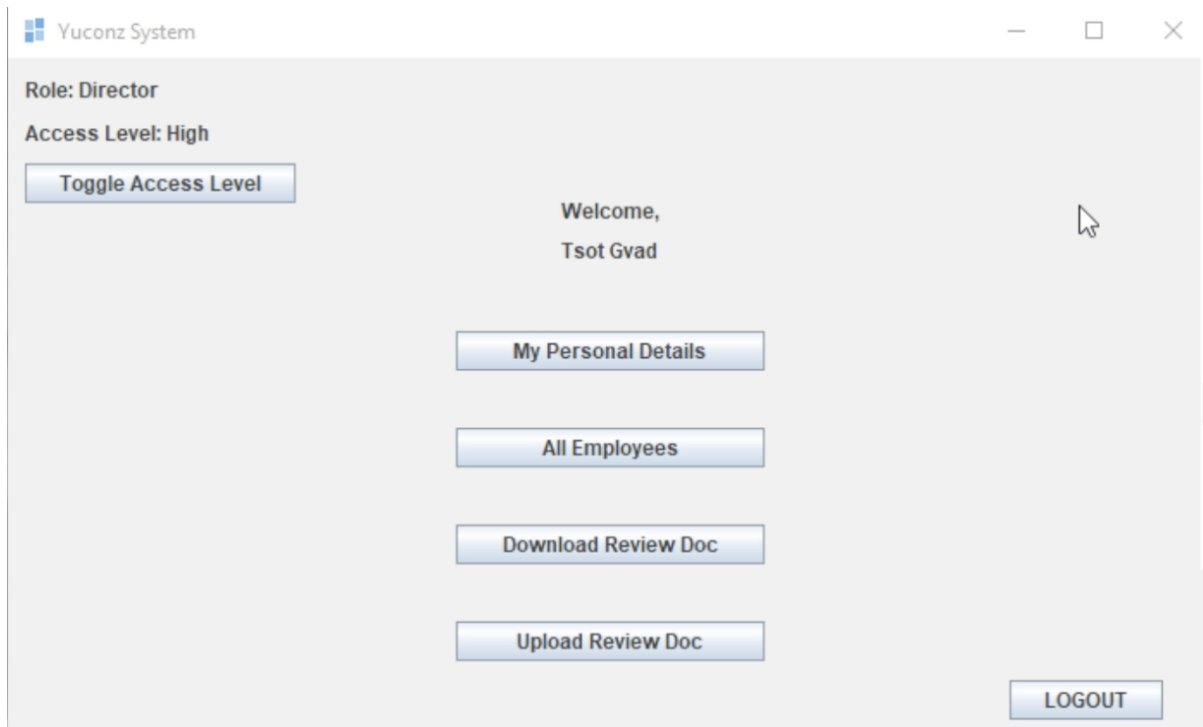 Yuconz System
Role: Director
Access Level: High
Toggle Access Level
Welcome,
Tsot Gvad
My Personal Details
All Employees
Download Review Doc
Upload Review Doc
LOGOUT